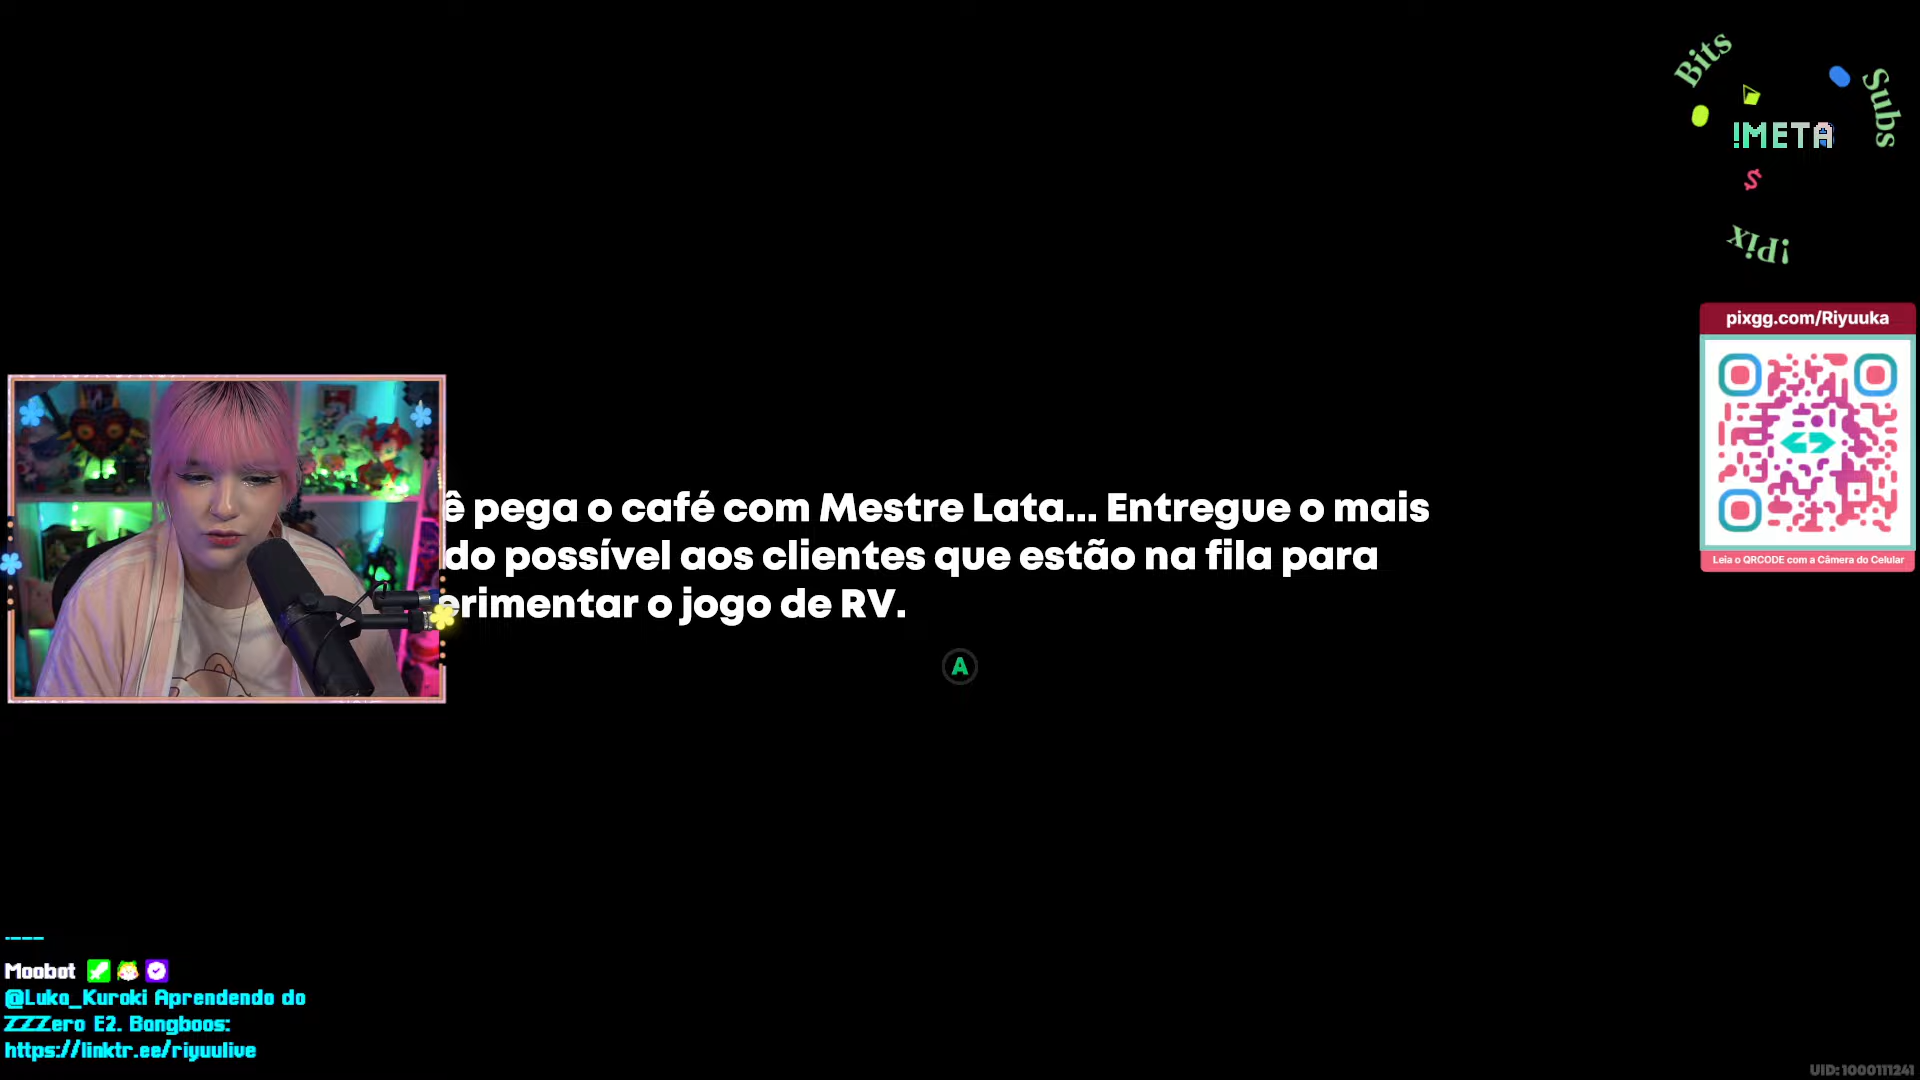 Bits
Subs
!META
$
!Pix
pixgg.com/Riyuuka
Leia o QRCODE com a Câmera do Celular
ê pega o café com Mestre Lata... Entregue o mais
do possível aos clientes que estão na fila para
erimentar o jogo de RV.
A
Moobot
@Luka_Kuroki Aprendendo do
ZZZero E2. Bangboos:
https://linktr.ee/riyuulive
UID: 1000111241